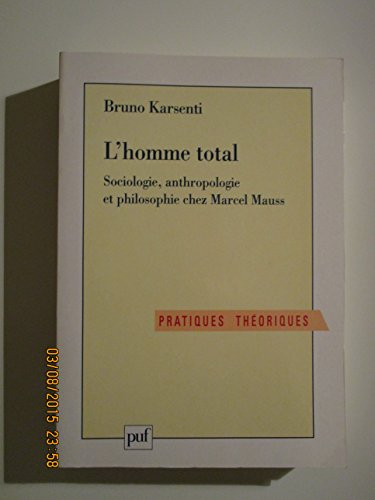 Bruno Karsenti
L'homme total
Sociologie, anthropologie
et philosophie chez Marcel Mauss
PRATIQUES THÉORIQUES
puf
03/08/2015 23:58